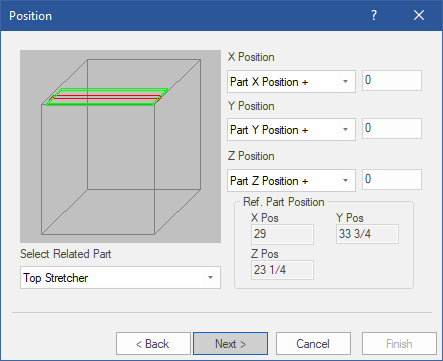 Position ? ×
X Position
Part X Position + 0
Y Position
Part Y Position + 0
Z Position
Part Z Position + 0
Ref. Part Position
X Pos Y Pos
29 33 3/4
Z Pos
23 1/4
Select Related Part
Top Stretcher
< Back Next > Cancel Finish